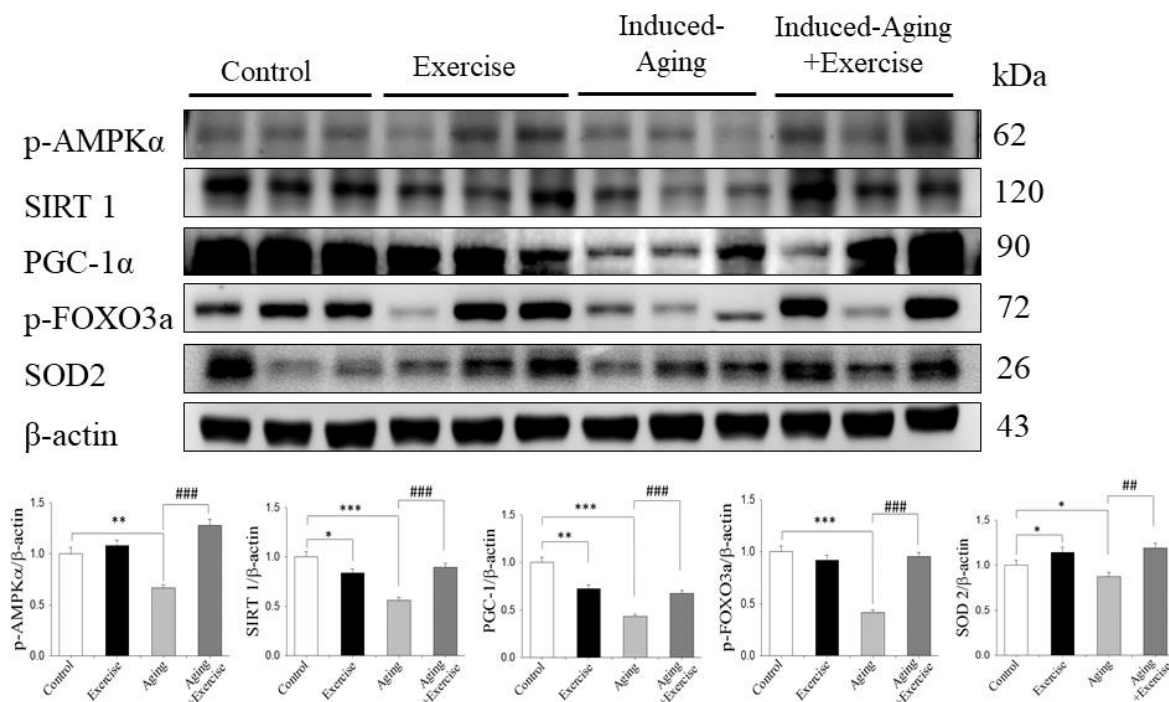 Control
Exercise
Induced-
Aging
Induced-Aging
+Exercise
kDa
p-AMPKα
62
SIRT 1
120
PGC-1α
90
p-FOXO3a
72
SOD2
26
β-actin
43
p-AMPKα/β-actin
1.5
1.0
0.5
0.0
**
###
Control
Exercise
Aging
Aging
+Exercise
SIRT 1/β-actin
1.5
1.0
0.5
0.0
***
*
###
Control
Exercise
Aging
Aging
+Exercise
PGC-1/β-actin
1.5
1.0
0.5
0.0
***
**
###
Control
Exercise
Aging
Aging
+Exercise
p-FOXO3a/β-actin
1.5
1.0
0.5
0.0
***
###
Control
Exercise
Aging
Aging
+Exercise
SOD 2/β-actin
1.5
1.0
0.5
0.0
*
*
##
Control
Exercise
Aging
Aging
+Exercise